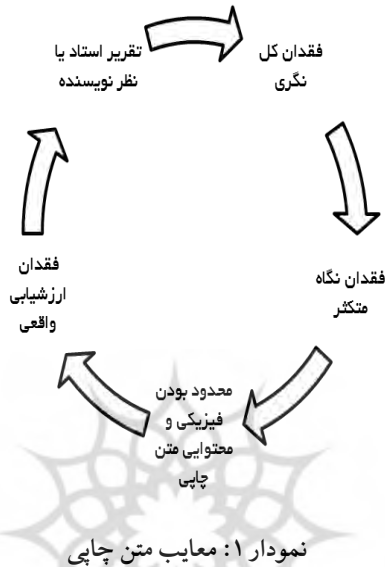 تقریر استاد یا
نظر نویسنده
فقدان کل
نگری
فقدان نگاه
متکثر
محدود بودن
فیزیکی و
محتوایی متن
چاپی
فقدان
ارزشیابی
واقعی
نمودار ۱: معایب متن چاپی